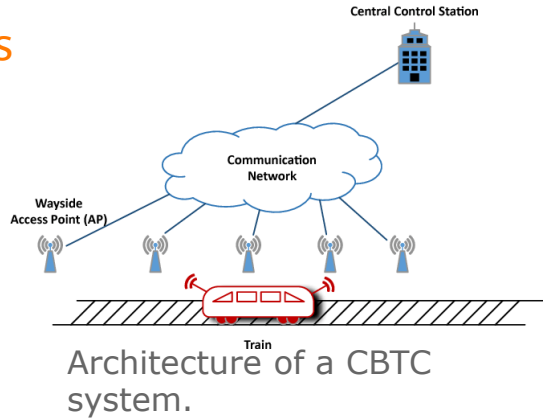 s
Central Control Station
Communication
Network
Wayside
Access Point (AP)
Train
Architecture of a CBTC
system.